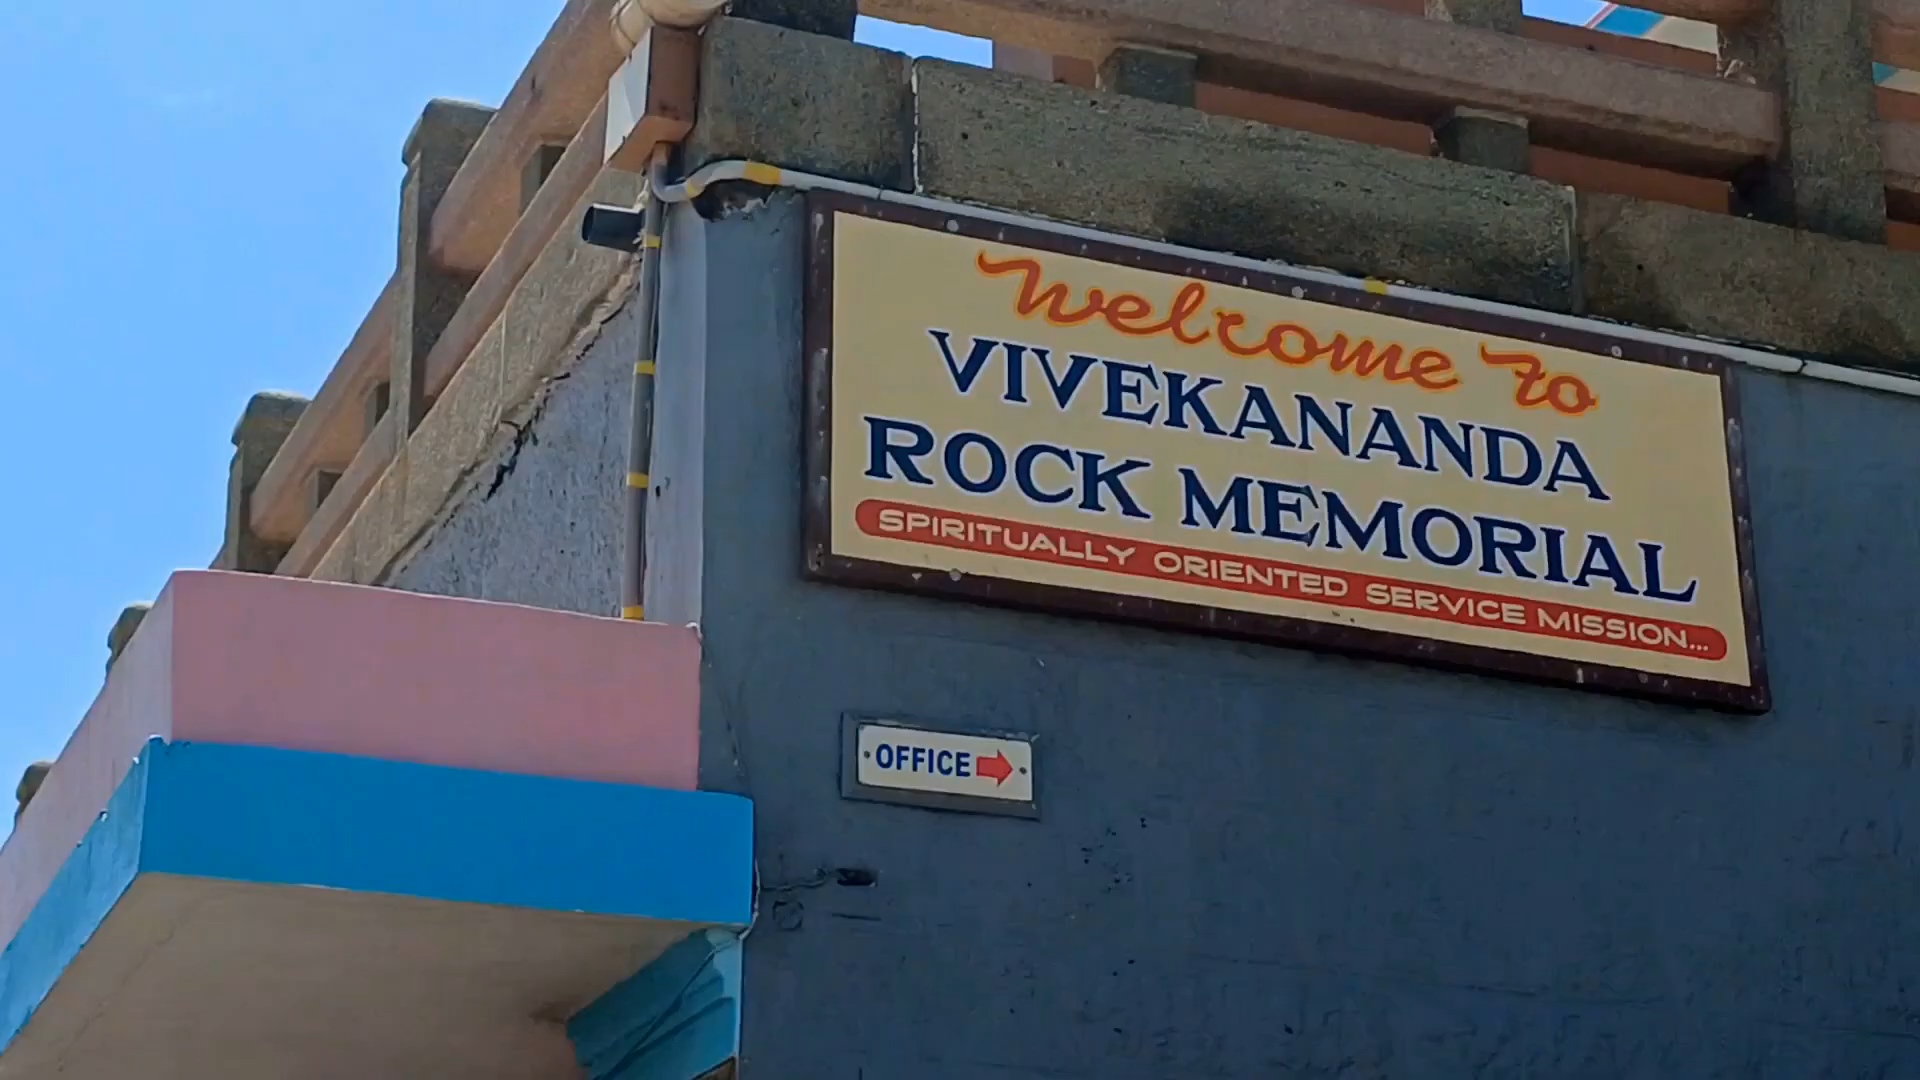 Welcome To
VIVEKANANDA
ROCK MEMORIAL
SPIRITUALLY ORIENTED SERVICE MISSION...
OFFICE